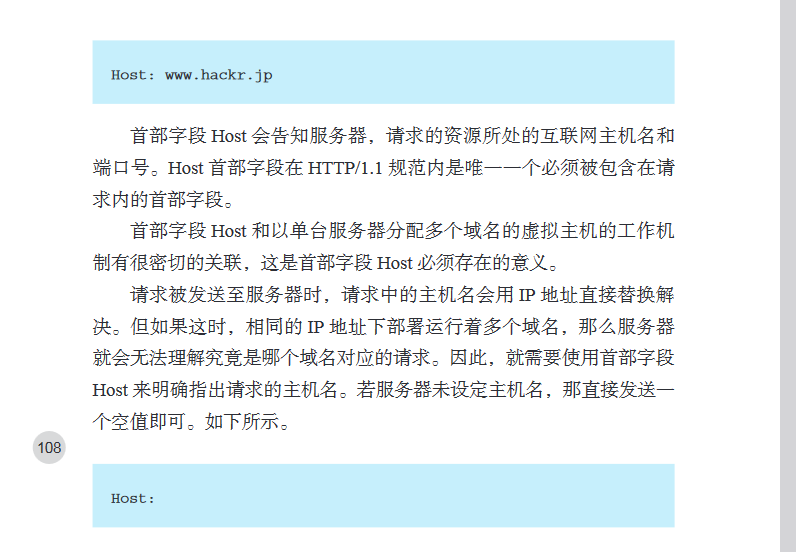 Host: www.hackr.jp
首部字段 Host 会告知服务器，请求的资源所处的互联网主机名和
端口号。Host 首部字段在 HTTP/1.1 规范内是唯一一个必须被包含在请
求内的首部字段。
首部字段 Host 和以单台服务器分配多个域名的虚拟主机的工作机
制有很密切的关联，这是首部字段 Host 必须存在的意义。
请求被发送至服务器时，请求中的主机名会用 IP 地址直接替换解
决。但如果这时，相同的 IP 地址下部署运行着多个域名，那么服务器
就会无法理解究竟是哪个域名对应的请求。因此，就需要使用首部字段
Host 来明确指出请求的主机名。若服务器未设定主机名，那直接发送一
个空值即可。如下所示。
108
Host: